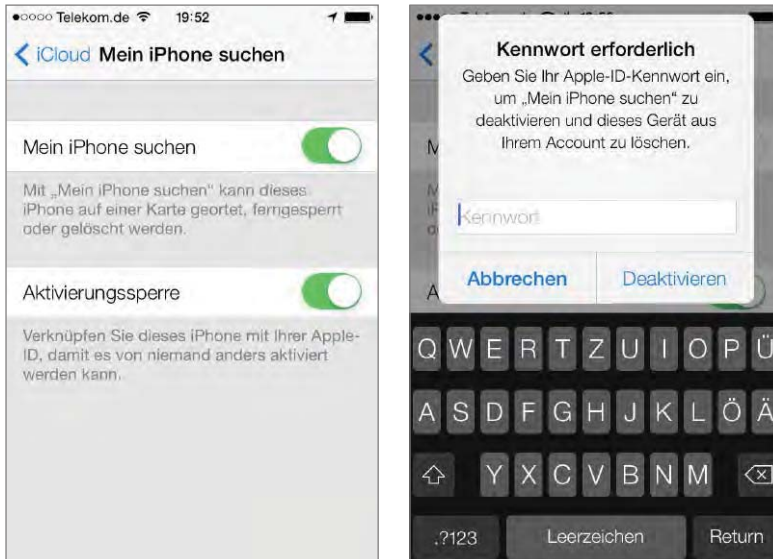 Telekom.de 19:52
iCloud Mein iPhone suchen
Mein iPhone suchen
Mit „Mein iPhone suchen“ kann dieses
iPhone auf einer Karte geortet, ferngesperrt
oder gelöscht werden.
Aktivierungssperre
Verknüpfen Sie dieses iPhone mit Ihrer Apple-
ID, damit es von niemand anders aktiviert
werden kann.
Kennwort erforderlich
Geben Sie Ihr Apple-ID-Kennwort ein,
um „Mein iPhone suchen“ zu
deaktivieren und dieses Gerät aus
Ihrem Account zu löschen.
Kennwort
Abbrechen Deaktivieren
Q W E R T Z U I O P Ü
A S D F G H J K L Ö Ä
Y X C V B N M
.?123 Leerzeichen Return